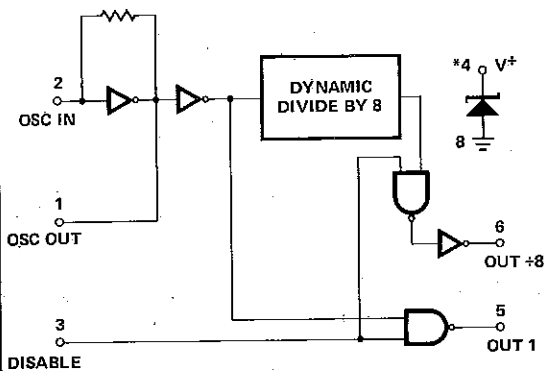 2
OSC IN
DYNAMIC
DIVIDE BY 8
*4 V+
8
1
OSC OUT
6
OUT ÷8
3
DISABLE
5
OUT 1